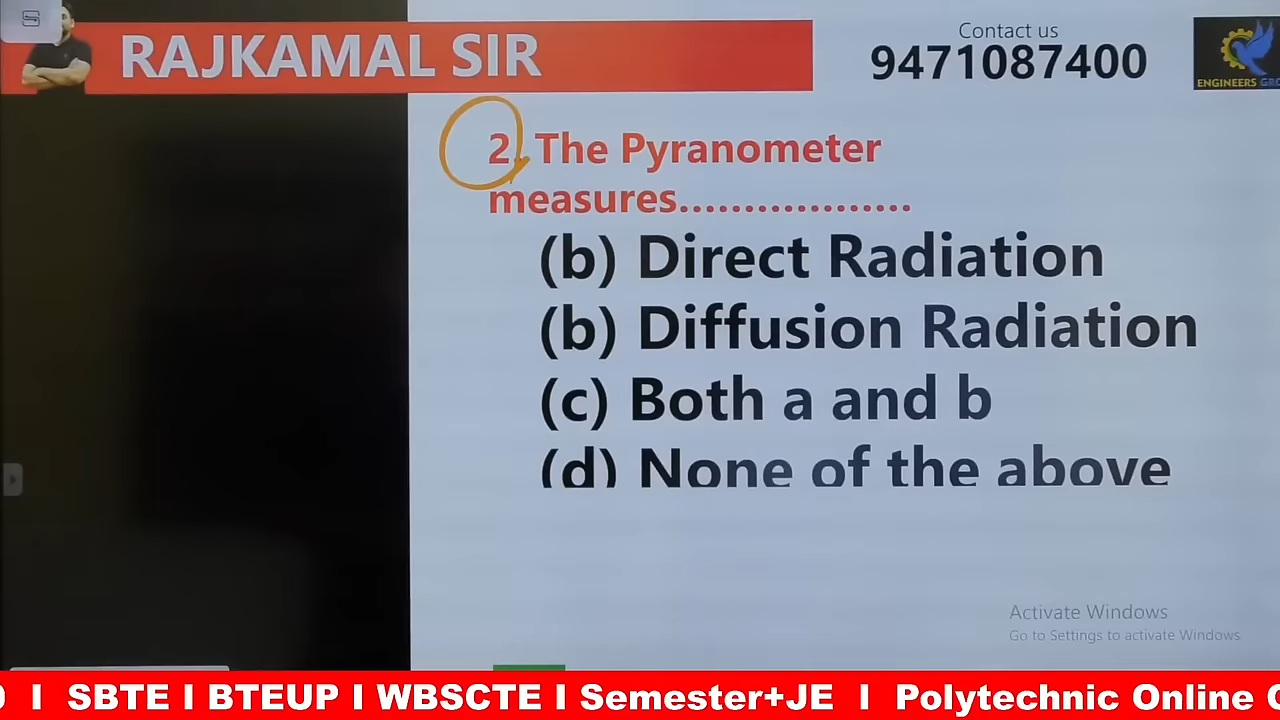 RAJKAMAL SIR
Contact us
9471087400
ENGINEERS
2. The Pyranometer
measures..................
(b) Direct Radiation
(b) Diffusion Radiation
(c) Both a and b
(d) None of the above
Activate Windows
Go to Settings to activate Windows
I SBTE I BTEUP I WBSCTE I Semester+JE I Polytechnic Online